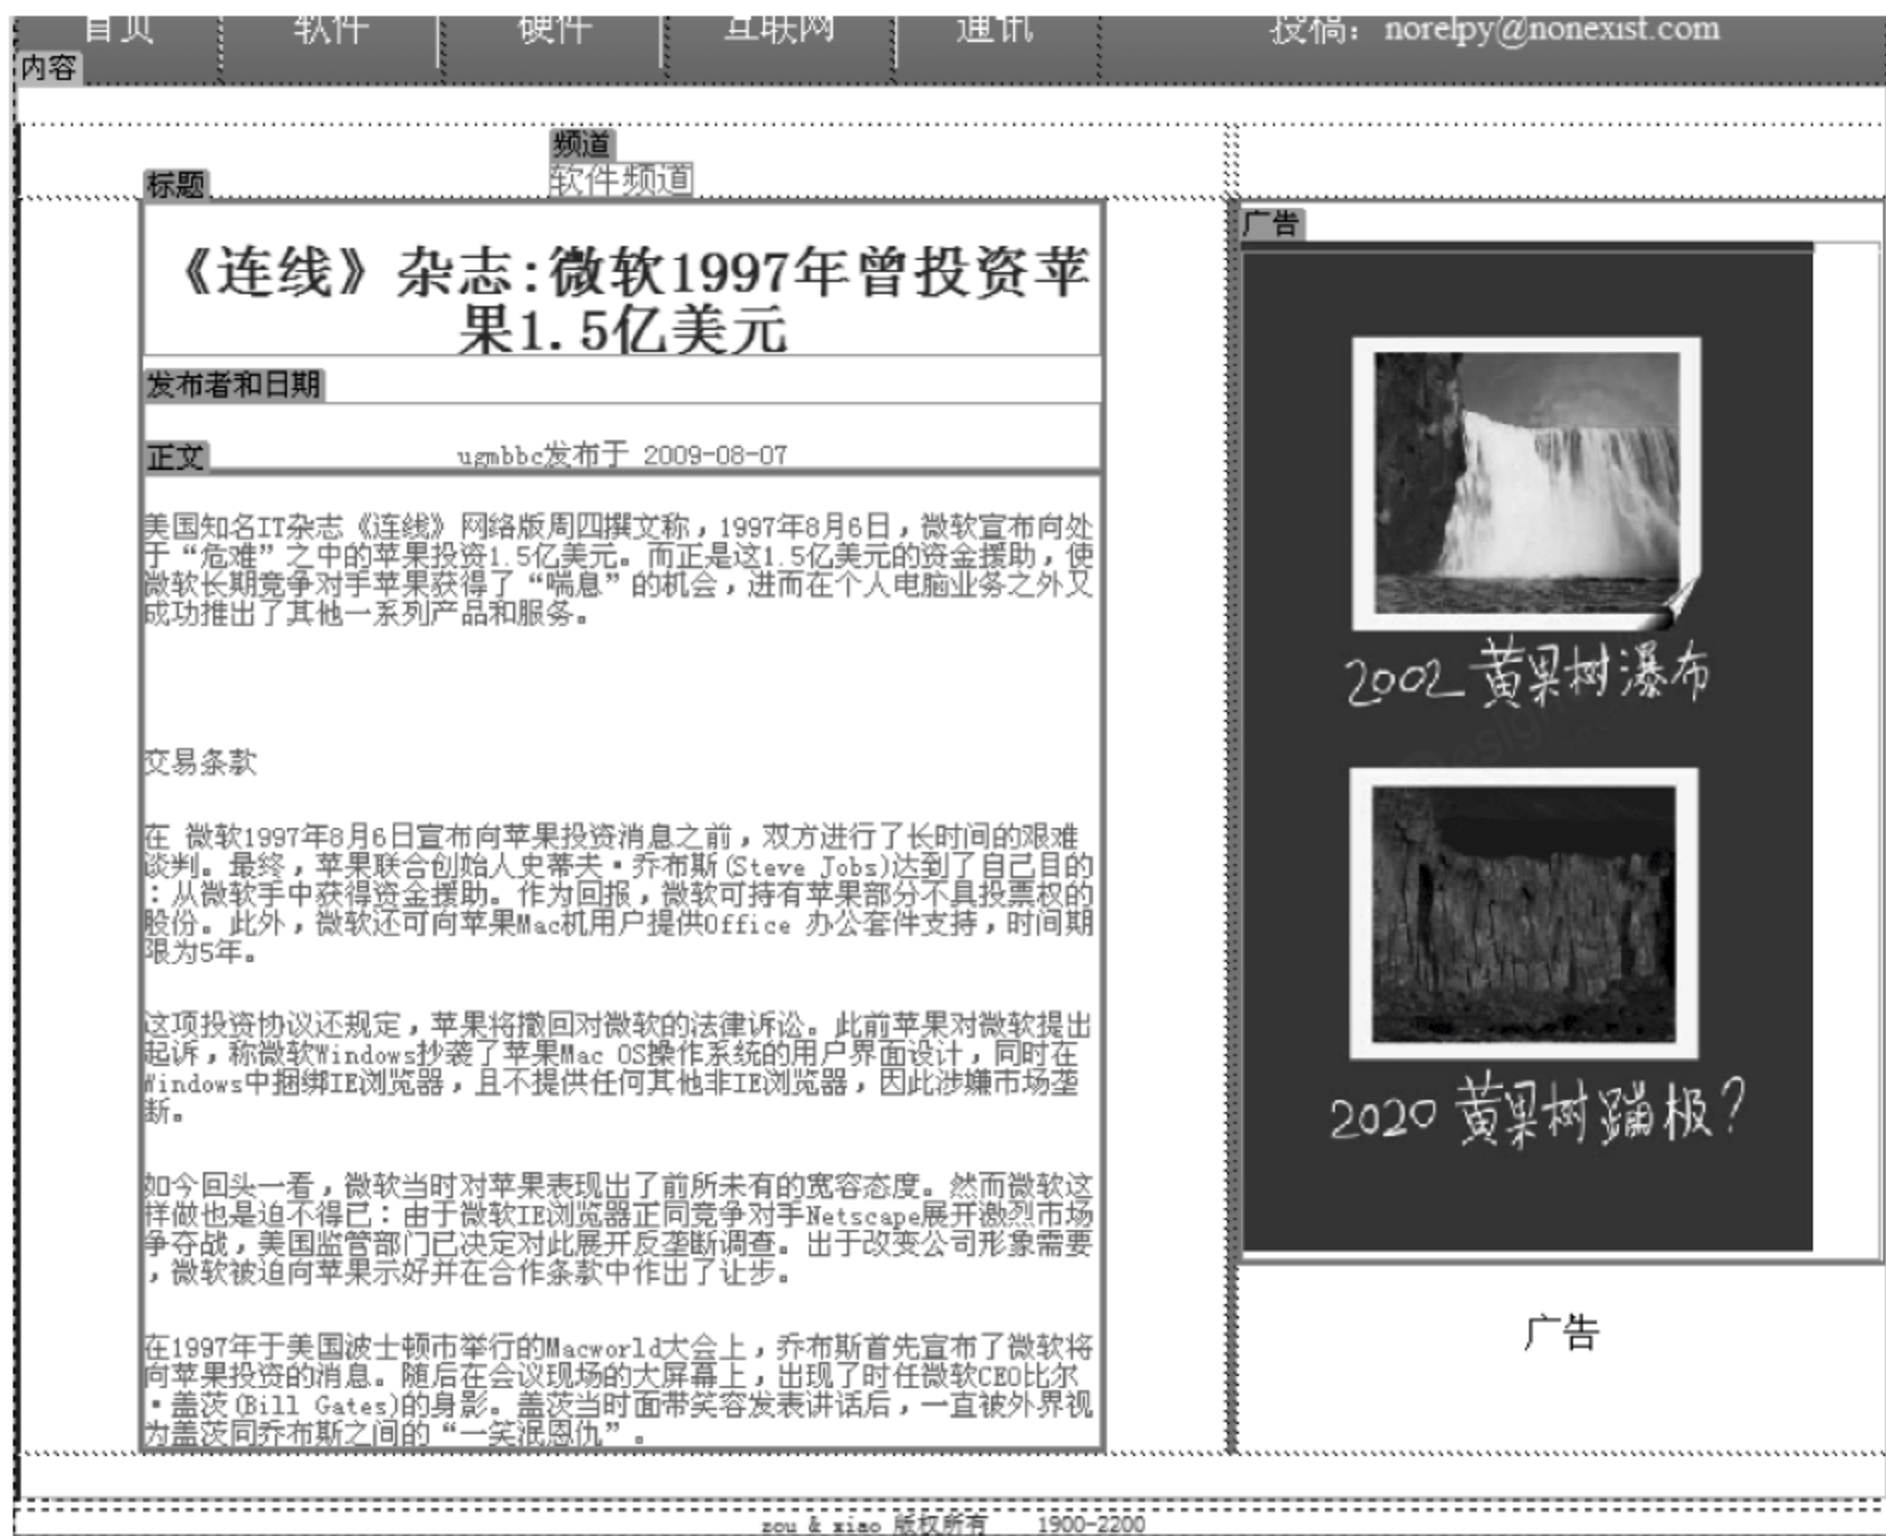 首页 软件 硬件 互联网 通讯 投稿：norelpy@nonexist.com
内容
频道
软件频道
标题
《连线》杂志:微软1997年曾投资苹
果1.5亿美元
发布者和日期
ugmbbc发布于 2009-08-07
正文
美国知名IT杂志《连线》网络版周四撰文称，1997年8月6日，微软宣布向处
于“危难”之中的苹果投资1.5亿美元。而正是这1.5亿美元的资金援助，使
微软长期竞争对手苹果获得了“喘息”的机会，进而在个人电脑业务之外又
成功推出了其他一系列产品和服务。
交易条款
在 微软1997年8月6日宣布向苹果投资消息之前，双方进行了长时间的艰难
谈判。最终，苹果联合创始人史蒂夫·乔布斯(Steve Jobs)达到了自己目的
：从微软手中获得资金援助。作为回报，微软可持有苹果部分不具投票权的
股份。此外，微软还可向苹果Mac机用户提供Office 办公套件支持，时间期
限为5年。
这项投资协议还规定，苹果将撤回对微软的法律诉讼。此前苹果对微软提出
起诉，称微软Windows抄袭了苹果Mac OS操作系统的用户界面设计，同时在
Windows中捆绑IE浏览器，且不提供任何其他非IE浏览器，因此涉嫌市场垄
断。
如今回头一看，微软当时对苹果表现出了前所未有的宽容态度。然而微软这
样做也是迫不得已：由于微软IE浏览器正同竞争对手Netscape展开激烈市场
争夺战，美国监管部门已决定对此展开反垄断调查。出于改变公司形象需要
，微软被迫向苹果示好并在合作条款中作出了让步。
在1997年于美国波士顿市举行的Macworld大会上，乔布斯首先宣布了微软将
向苹果投资的消息。随后在会议现场的大屏幕上，出现了时任微软CEO比尔
·盖茨(Bill Gates)的身影。盖茨当时面带笑容发表讲话后，一直被外界视
为盖茨同乔布斯之间的“一笑泯恩仇”。
广告
2002 黄果树瀑布
2020 黄果树蹦极?
广告
zou & xiao 版权所有 1900-2200